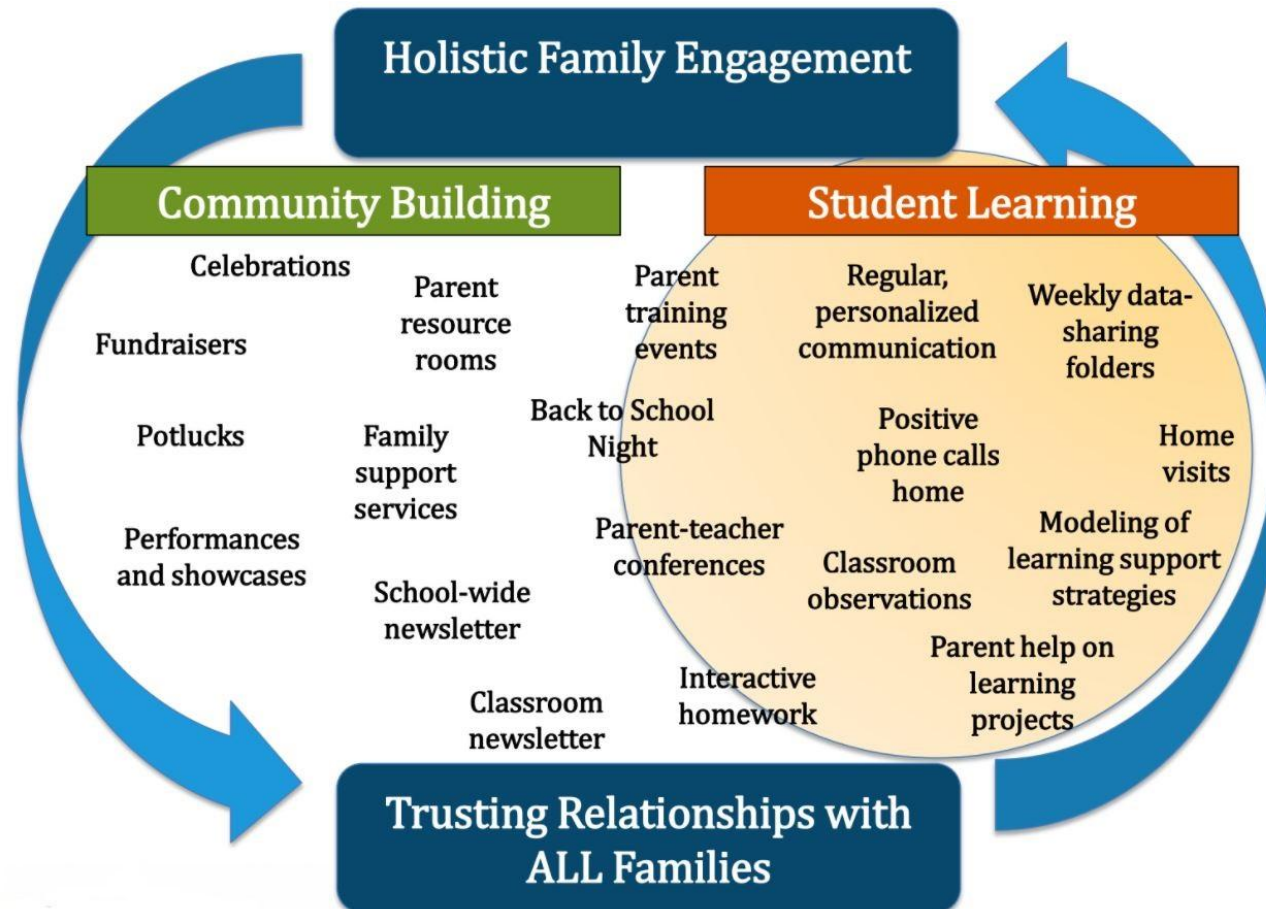 Holistic Family Engagement
Community Building
Student Learning
Celebrations
Fundraisers
Parent
resource
rooms
Potlucks
Family
support
services
Performances
and showcases
School-wide
newsletter
Classroom
newsletter
Parent
training
events
Back to School
Night
Parent-teacher
conferences
Interactive
homework
Regular,
personalized
communication
Weekly data-
sharing
folders
Positive
phone calls
home
Home
visits
Classroom
observations
Modeling of
learning support
strategies
Parent help on
learning
projects
Trusting Relationships with
ALL Families